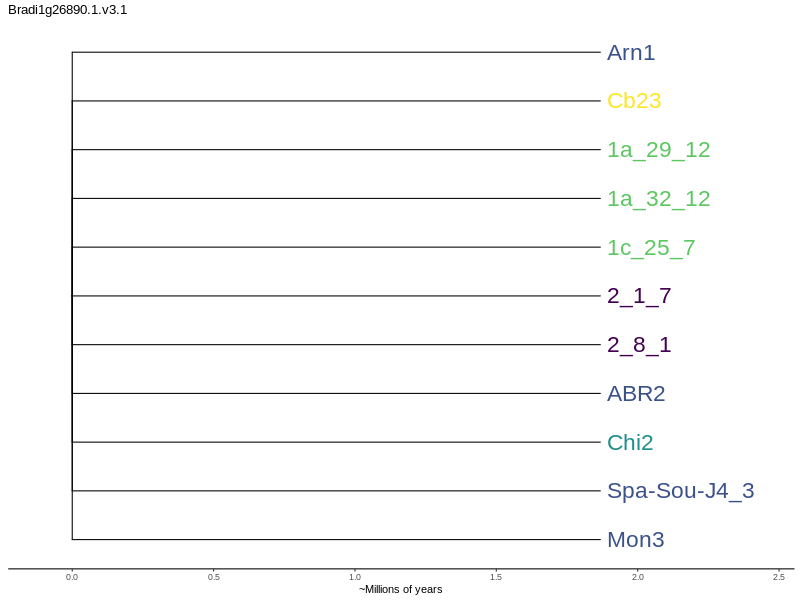 Bradi1g26890.1.v3.1
Arn1
Cb23
1a_29_12
1a_32_12
1c_25_7
2_1_7
2_8_1
ABR2
Chi2
Spa-Sou-J4_3
Mon3
0.0 0.5 1.0 1.5 2.0 2.5
~Millions of years